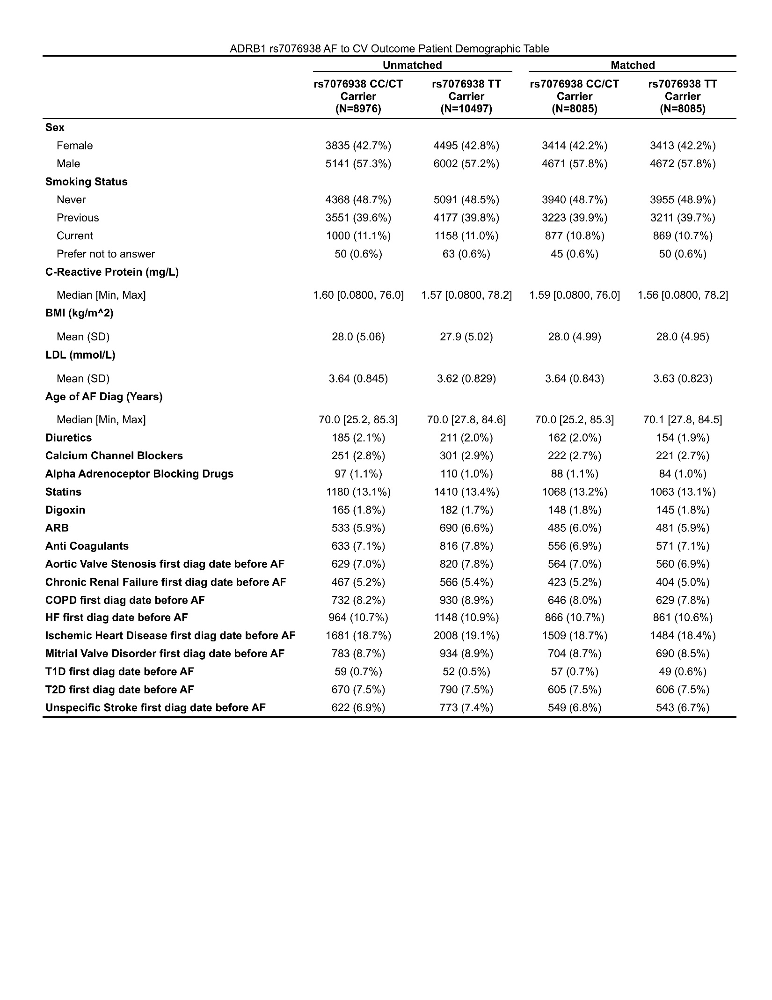 ADRB1 rs7076938 AF to CV Outcome Patient Demographic Table
Unmatched Matched
rs7076938 CC/CT rs7076938 TT rs7076938 CC/CT rs7076938 TT
Carrier Carrier Carrier Carrier
(N=8976) (N=10497) (N=8085) (N=8085)
Sex
Female 3835 (42.7%) 4495 (42.8%) 3414 (42.2%) 3413 (42.2%)
Male 5141 (57.3%) 6002 (57.2%) 4671 (57.8%) 4672 (57.8%)
Smoking Status
Never 4368 (48.7%) 5091 (48.5%) 3940 (48.7%) 3955 (48.9%)
Previous 3551 (39.6%) 4177 (39.8%) 3223 (39.9%) 3211 (39.7%)
Current 1000 (11.1%) 1158 (11.0%) 877 (10.8%) 869 (10.7%)
Prefer not to answer 50 (0.6%) 63 (0.6%) 45 (0.6%) 50 (0.6%)
C-Reactive Protein (mg/L)
Median [Min, Max] 1.60 [0.0800, 76.0] 1.57 [0.0800, 78.2] 1.59 [0.0800, 76.0] 1.56 [0.0800, 78.2]
BMI (kg/m^2)
Mean (SD) 28.0 (5.06) 27.9 (5.02) 28.0 (4.99) 28.0 (4.95)
LDL (mmol/L)
Mean (SD) 3.64 (0.845) 3.62 (0.829) 3.64 (0.843) 3.63 (0.823)
Age of AF Diag (Years)
Median [Min, Max] 70.0 [25.2, 85.3] 70.0 [27.8, 84.6] 70.0 [25.2, 85.3] 70.1 [27.8, 84.5]
Diuretics 185 (2.1%) 211 (2.0%) 162 (2.0%) 154 (1.9%)
Calcium Channel Blockers 251 (2.8%) 301 (2.9%) 222 (2.7%) 221 (2.7%)
Alpha Adrenoceptor Blocking Drugs 97 (1.1%) 110 (1.0%) 88 (1.1%) 84 (1.0%)
Statins 1180 (13.1%) 1410 (13.4%) 1068 (13.2%) 1063 (13.1%)
Digoxin 165 (1.8%) 182 (1.7%) 148 (1.8%) 145 (1.8%)
ARB 533 (5.9%) 690 (6.6%) 485 (6.0%) 481 (5.9%)
Anti Coagulants 633 (7.1%) 816 (7.8%) 556 (6.9%) 571 (7.1%)
Aortic Valve Stenosis first diag date before AF 629 (7.0%) 820 (7.8%) 564 (7.0%) 560 (6.9%)
Chronic Renal Failure first diag date before AF 467 (5.2%) 566 (5.4%) 423 (5.2%) 404 (5.0%)
COPD first diag date before AF 732 (8.2%) 930 (8.9%) 646 (8.0%) 629 (7.8%)
HF first diag date before AF 964 (10.7%) 1148 (10.9%) 866 (10.7%) 861 (10.6%)
Ischemic Heart Disease first diag date before AF 1681 (18.7%) 2008 (19.1%) 1509 (18.7%) 1484 (18.4%)
Mitrial Valve Disorder first diag date before AF 783 (8.7%) 934 (8.9%) 704 (8.7%) 690 (8.5%)
T1D first diag date before AF 59 (0.7%) 52 (0.5%) 57 (0.7%) 49 (0.6%)
T2D first diag date before AF 670 (7.5%) 790 (7.5%) 605 (7.5%) 606 (7.5%)
Unspecific Stroke first diag date before AF 622 (6.9%) 773 (7.4%) 549 (6.8%) 543 (6.7%)